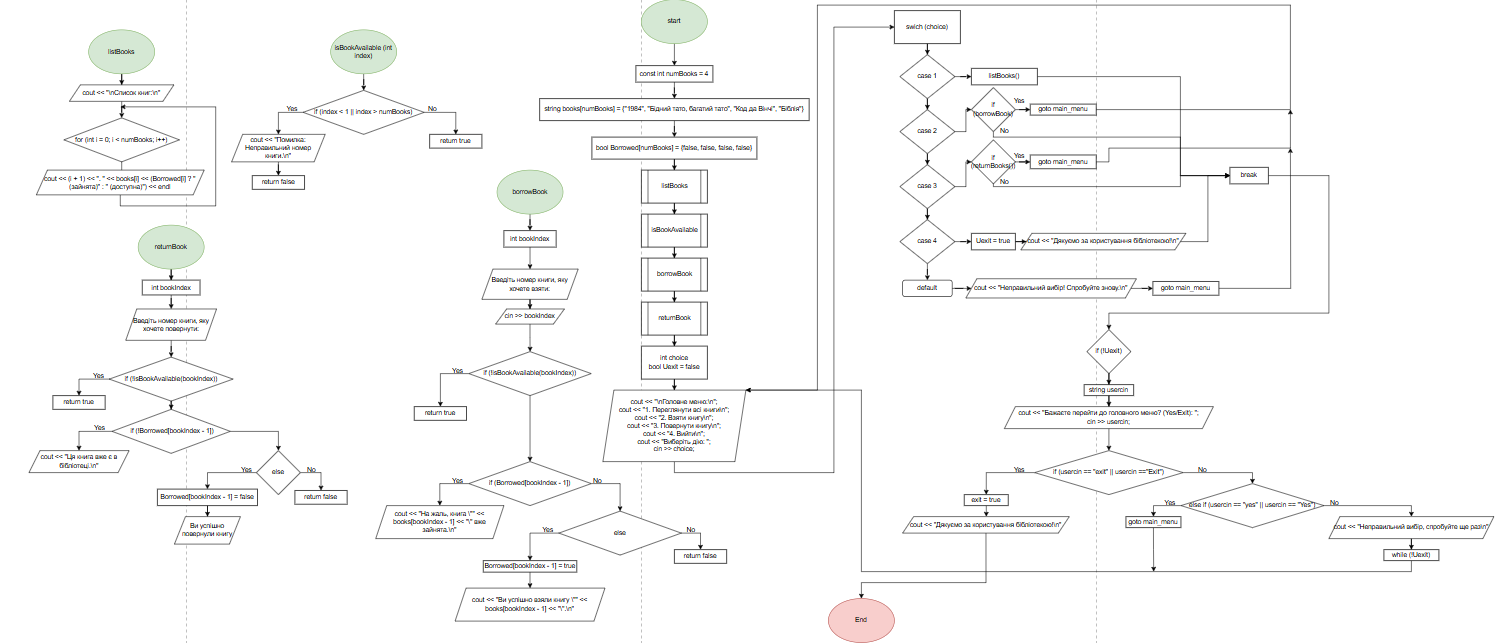 listBooks
cout << "\nСписок книг:\n"
for (int i = 0; i < numBooks; i++)
cout << (i + 1) << ". " << books[i] << (Borrowed[i] ? "
(зайнята)" : " (доступна)") << endl
isBookAvailable (int
index)
if (index < 1 || index > numBooks)
Yes
No
cout << "Помилка:
Неправильний номер
книги.\n"
return false
return true
returnBook
int bookIndex
Введіть номер книги, яку
хочете повернути:
if (!isBookAvailable(bookIndex))
Yes
return true
if (!Borrowed[bookIndex - 1])
Yes
cout << "Ця книга вже є в
бібліотеці.\n"
else
Yes
No
Borrowed[bookIndex - 1] = false
return false
Ви успішно
повернули книгу
borrowBook
int bookIndex
Введіть номер книги, яку
хочете взяти:
cin >> bookIndex
if (!isBookAvailable(bookIndex))
Yes
return true
if (Borrowed[bookIndex - 1])
Yes
No
cout << "На жаль, книга \"" <<
books[bookIndex - 1] << "\" вже
зайнята.\n"
else
Yes
No
Borrowed[bookIndex - 1] = true
return false
cout << "Ви успішно взяли книгу \"" <<
books[bookIndex - 1] << "\".\n"
start
const int numBooks = 4
string books[numBooks] = {"1984", "Бідний тато, багатий тато", "Код да Вінчі", "Біблія"}
bool Borrowed[numBooks] = {false, false, false, false}
listBooks
isBookAvailable
borrowBook
returnBook
int choice
bool Uexit = false
cout << "\nГоловне меню:\n";
cout << "1. Переглянути всі книги\n";
cout << "2. Взяти книгу\n";
cout << "3. Повернути книгу\n";
cout << "4. Вийти\n";
cout << "Виберіть дію: ";
cin >> choice;
swich (choice)
case 1
listBooks()
case 2
if
(borrowBook)
Yes
goto main_menu
No
case 3
if
(returnBooks())
Yes
goto main_menu
No
break
case 4
Uexit = true
cout << "Дякуємо за користування бібліотекою!\n"
default
cout << "Неправильний вибір! Спробуйте знову.\n"
goto main_menu
if (!Uexit)
string usercin
cout << "Бажаєте перейти до головного меню? (Yes/Exit): ";
cin >> usercin;
if (usercin == "exit" || usercin =="Exit")
Yes
No
exit = true
cout << "Дякуємо за користування бібліотекою!\n"
else if (usercin == "yes" || usercin == "Yes")
Yes
No
goto main_menu
cout << "Неправильний вибір, спробуйте ще раз\n"
while (!Uexit)
End